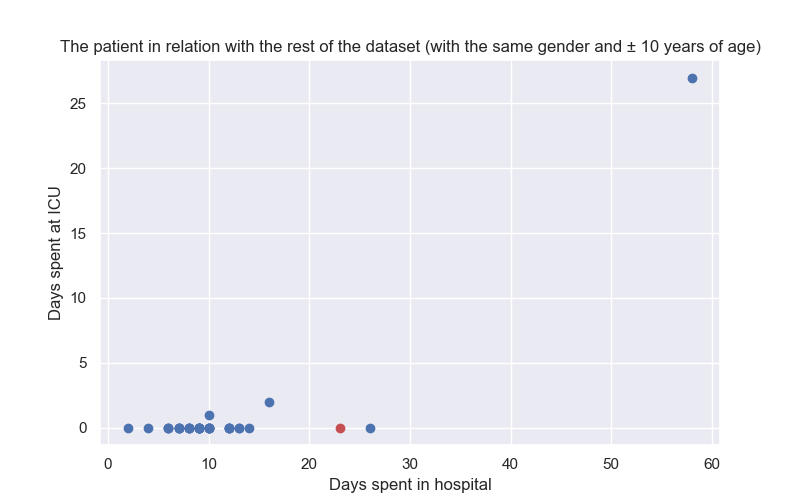 The patient in relation with the rest of the dataset (with the same gender and ± 10 years of age)
25
20
15
10
5
0
Days spent at ICU
0 10 20 30 40 50 60
Days spent in hospital